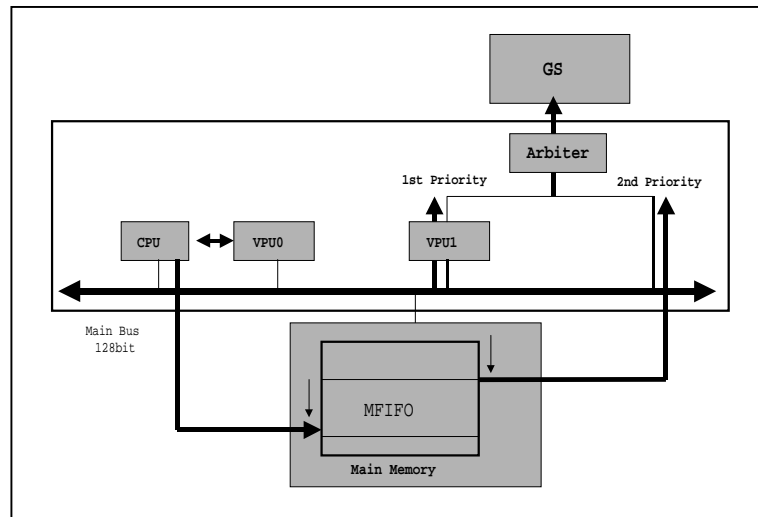 GS
Arbiter
1st Priority
2nd Priority
CPU
VPU0
VPU1
Main Bus
128bit
MFIFO
Main Memory